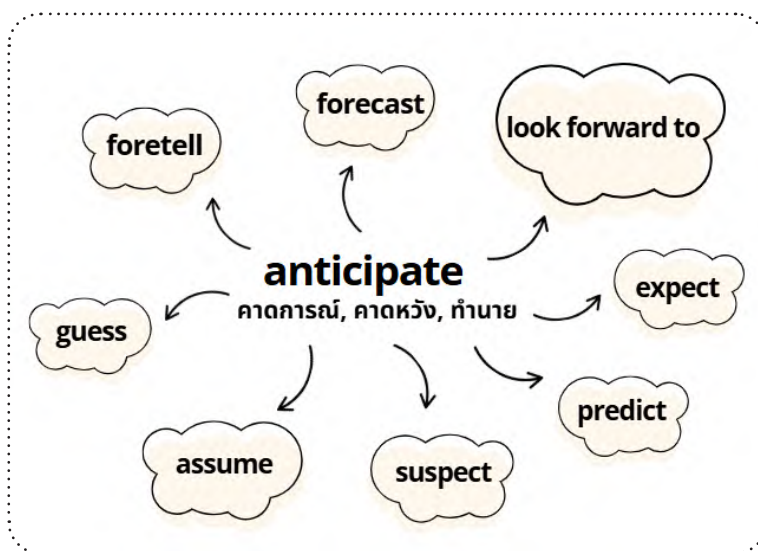 forecast
look forward to
foretell
anticipate
คาดการณ์, คาดหวัง, ทำนาย
expect
guess
predict
assume
suspect